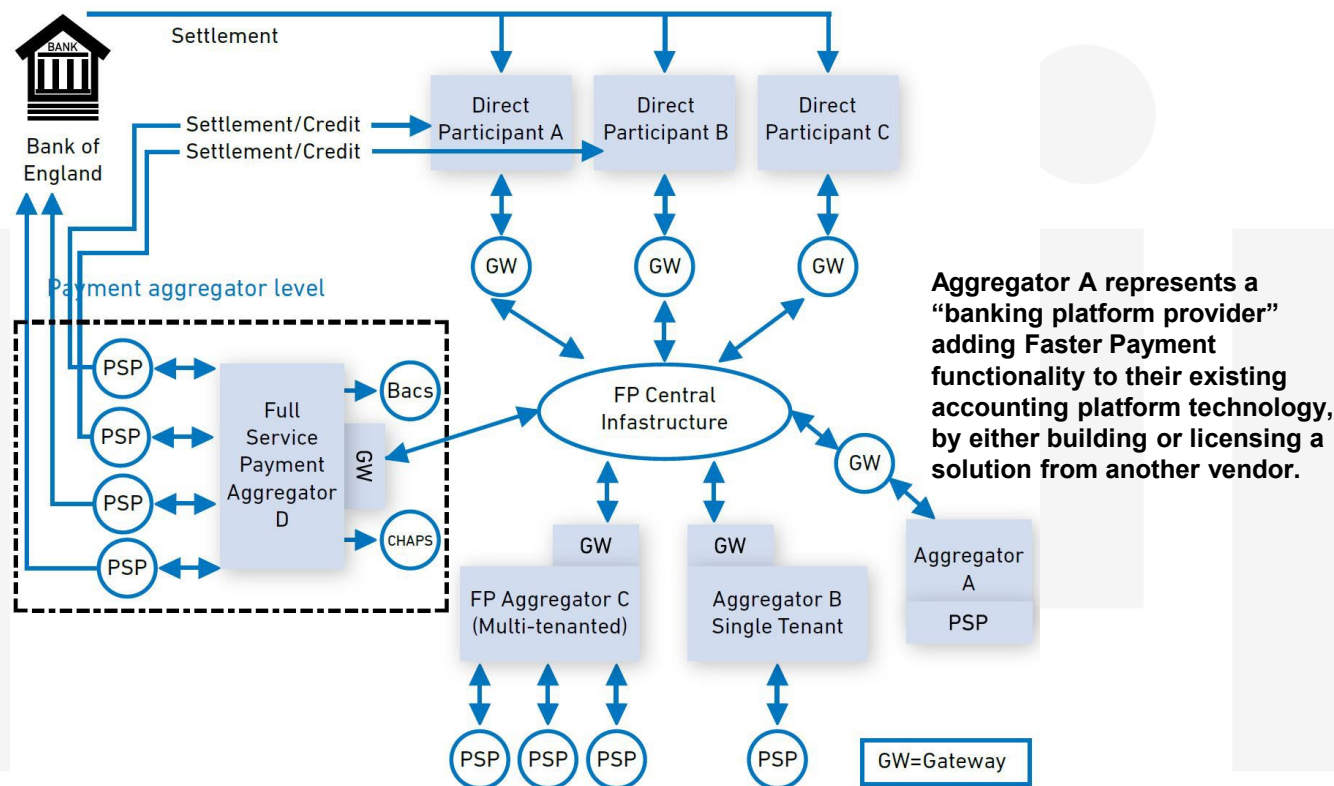 BANK
Settlement
Bank of
England
Settlement/Credit
Settlement/Credit
Direct
Participant A
Direct
Participant B
Direct
Participant C
GW
GW
GW
Payment aggregator level
PSP
PSP
PSP
PSP
Full
Service
Payment
Aggregator
D
GW
Bacs
CHAPS
FP Central
Infastructure
GW
Aggregator A represents a
“banking platform provider”
adding Faster Payment
functionality to their existing
accounting platform technology,
by either building or licensing a
solution from another vendor.
GW
FP Aggregator C
(Multi-tenanted)
GW
Aggregator B
Single Tenant
Aggregator
A
PSP
PSP
PSP
PSP
PSP
GW=Gateway